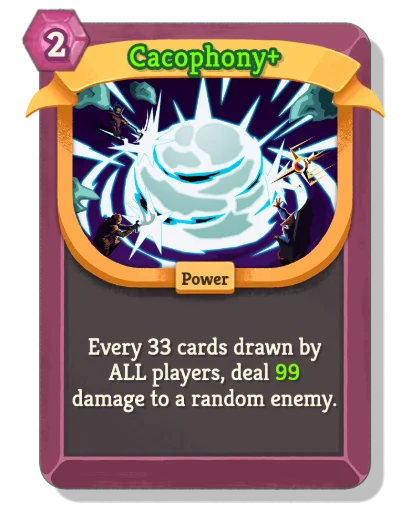 2
Cacophony+
Power
Every 33 cards drawn by
ALL players, deal 99
damage to a random enemy.